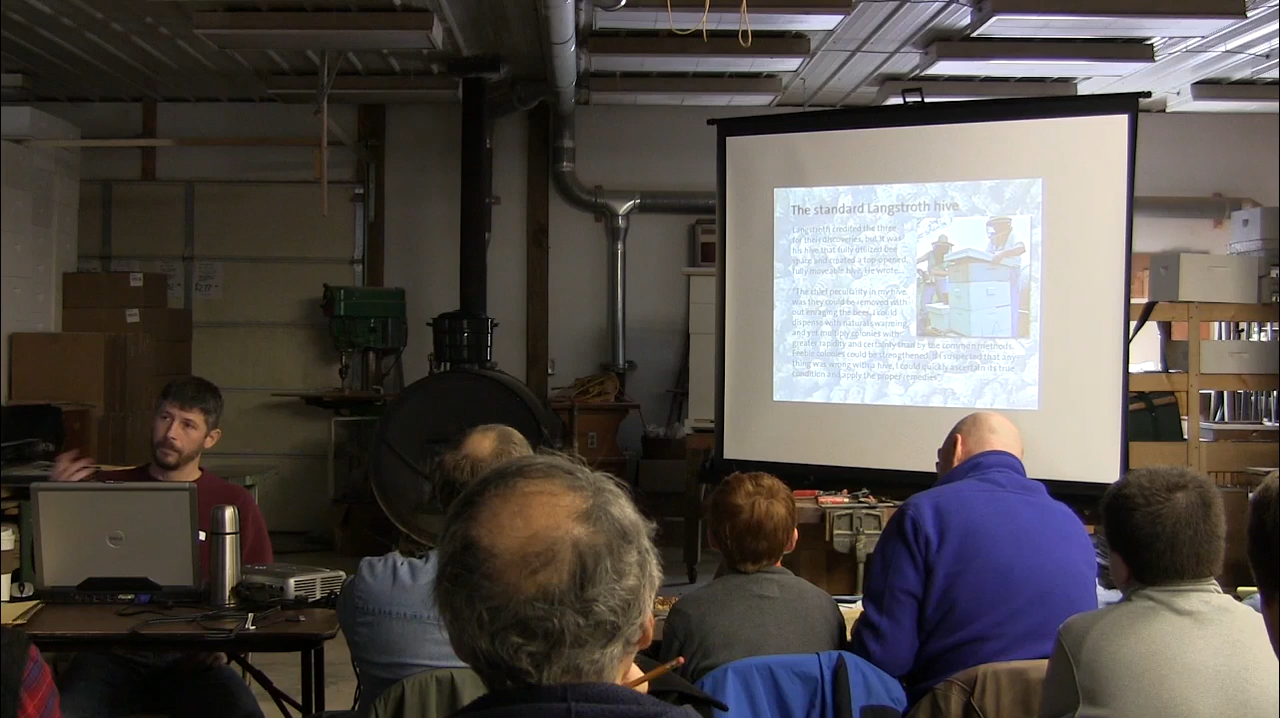 The standard Langstroth hive
Langstroth credited the three
for their discoveries, but it was
his hive that fully utilized bee
space and created a top-opened,
fully moveable hive. He wrote...
"The chief peculiarity in my hive
was they could be removed with
out enraging the bees. I could
dispense with natural swarming
and yet multiply colonies with
greater rapidity and certainty than by the common methods.
Feeble colonies could be strengthened. If I suspected that any
thing was wrong with a hive, I could quickly ascertain its true
condition and apply the proper remedies"